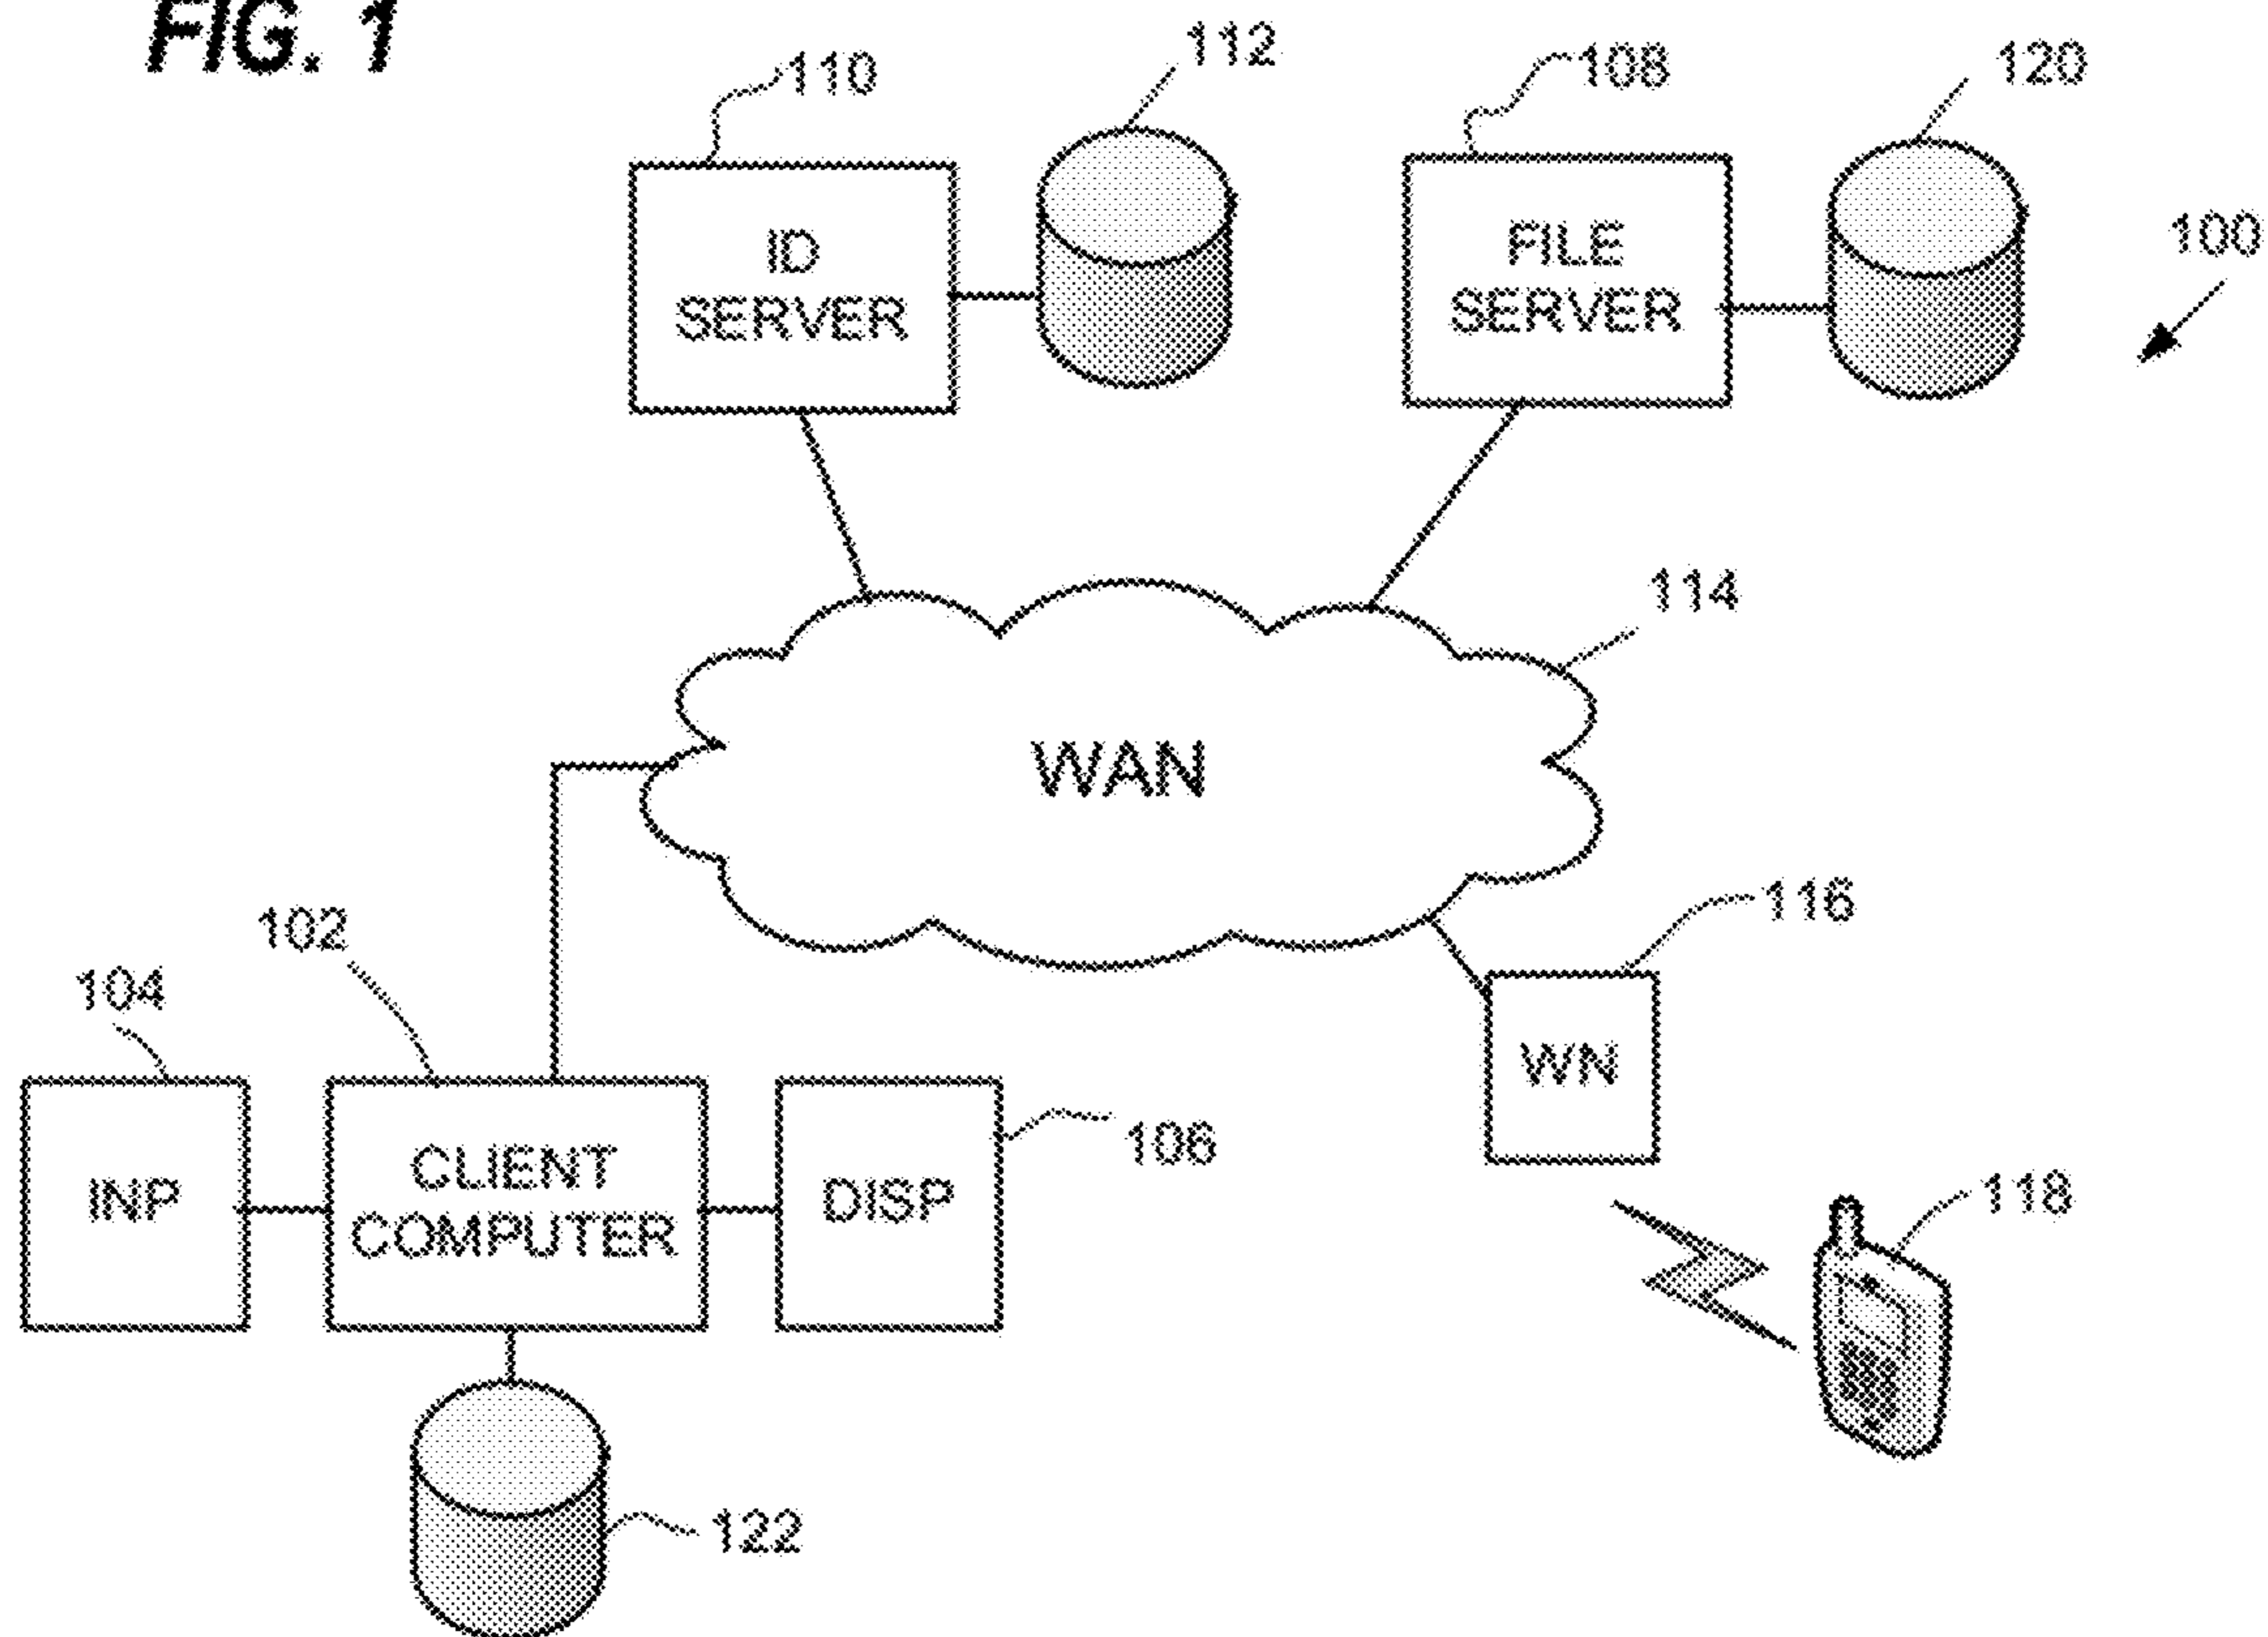 FIG. 1
110
112
108
120
100
ID
SERVER
FILE
SERVER
114
WAN
116
102
104
WN
INP
CLIENT
COMPUTER
DISP
106
118
122